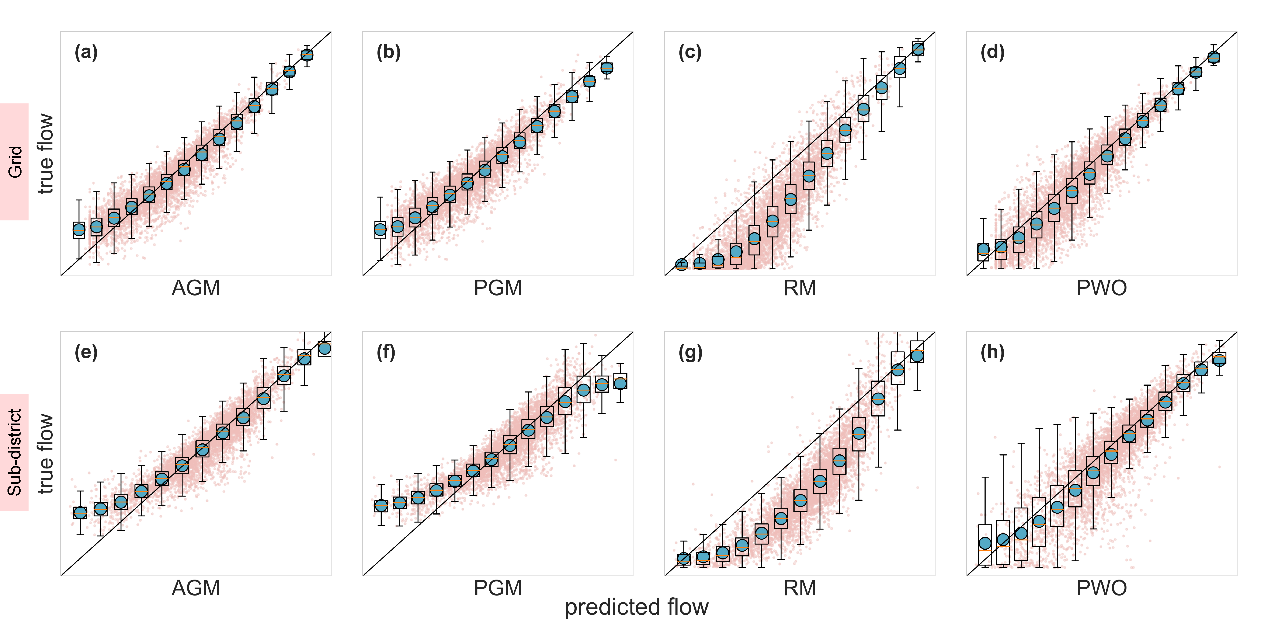 (a)
(b)
(c)
(d)
Grid
true flow
AGM
PGM
RM
PWO
(e)
(f)
(g)
(h)
Sub-district
true flow
AGM
PGM
RM
PWO
predicted flow